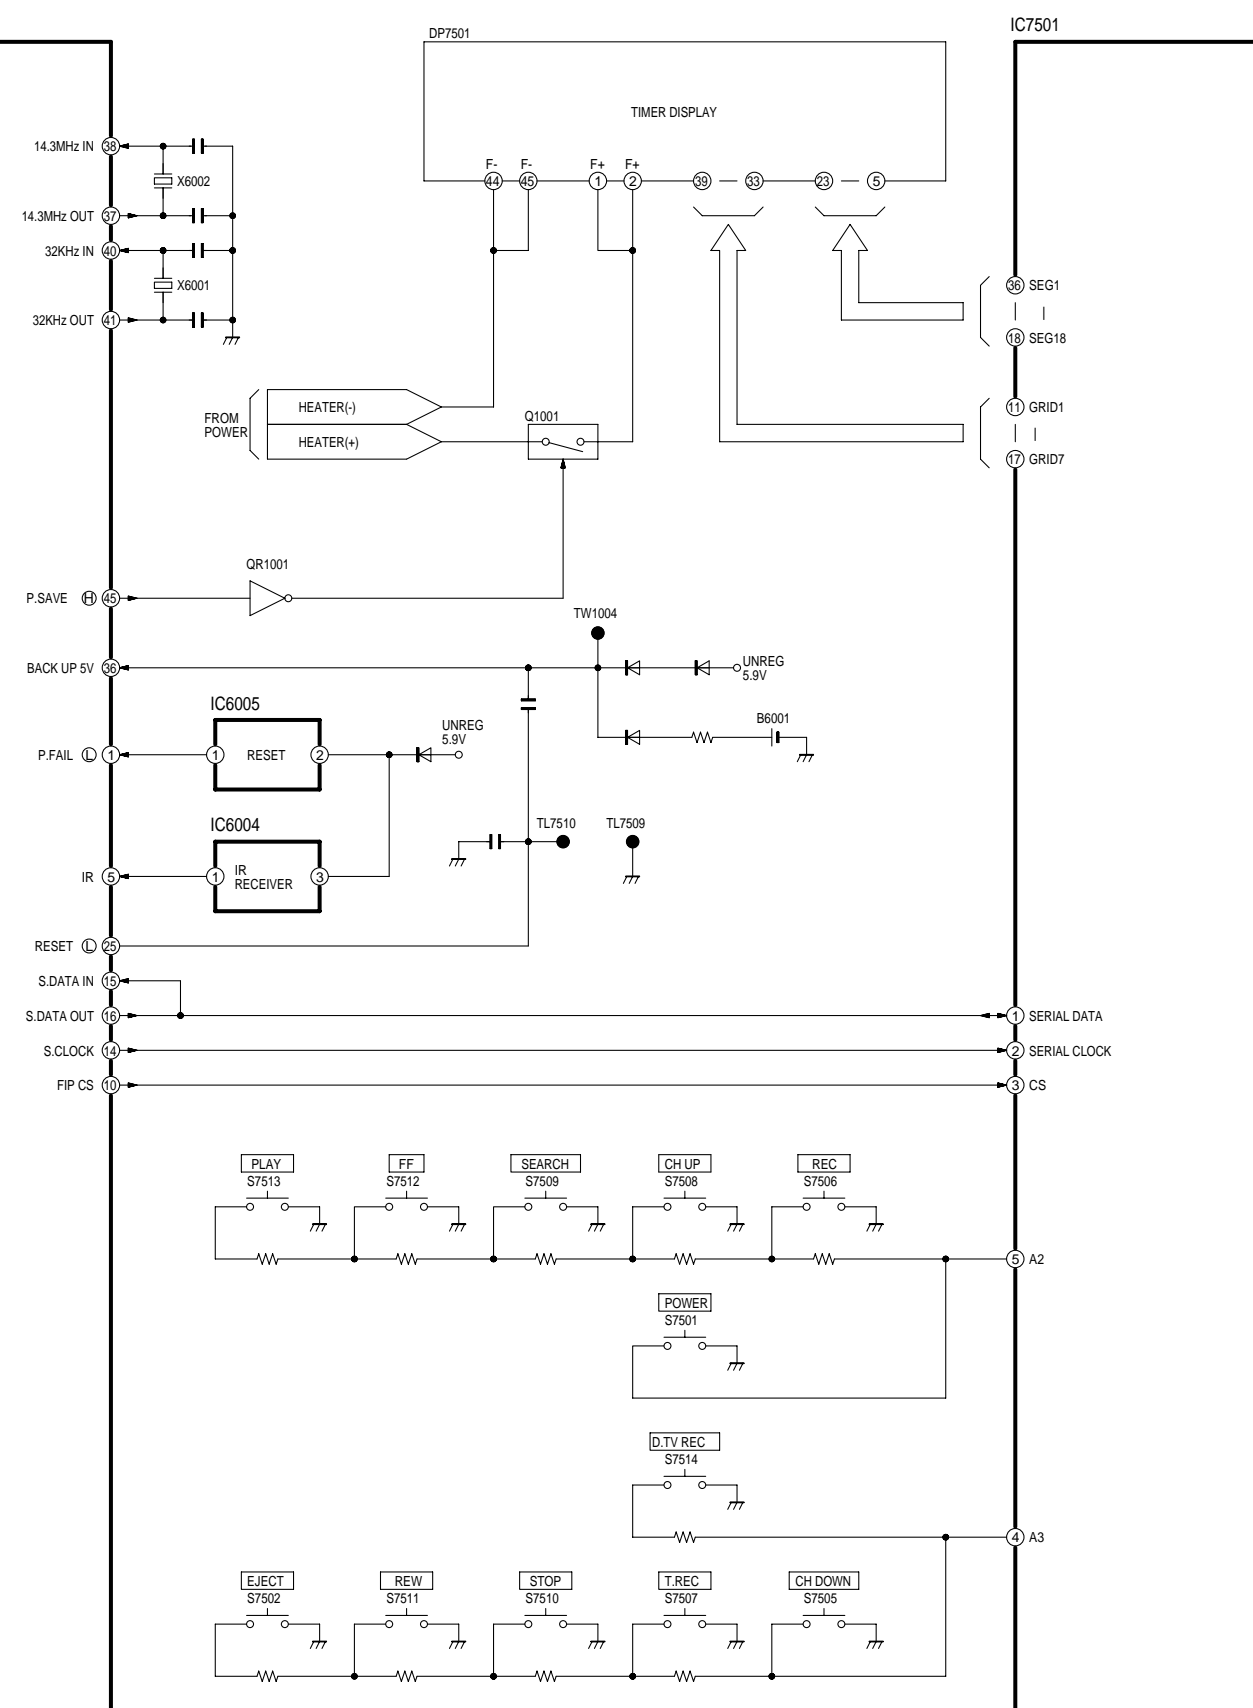 IC7501
DP7501
TIMER DISPLAY
F- F- F+ F+
44 45 1 2 39 — 33 23 — 5
14.3MHz IN 38
X6002
14.3MHz OUT 37
32KHz IN 40
X6001
32KHz OUT 41
36 SEG1
18 SEG18
11 GRID1
17 GRID7
FROM
POWER
HEATER(-)
HEATER(+)
Q1001
QR1001
P.SAVE H 45
TW1004
BACK UP 5V 36
UNREG
5.9V
IC6005
P.FAIL L 1
1 RESET 2
UNREG
5.9V
B6001
IC6004
IR 5
1 IR
RECEIVER 3
TL7510
TL7509
RESET L 25
S.DATA IN 15
S.DATA OUT 16
1 SERIAL DATA
S.CLOCK 14
2 SERIAL CLOCK
FIP CS 10
3 CS
PLAY
S7513
FF
S7512
SEARCH
S7509
CH UP
S7508
REC
S7506
5 A2
POWER
S7501
D.TV REC
S7514
4 A3
EJECT
S7502
REW
S7511
STOP
S7510
T.REC
S7507
CH DOWN
S7505